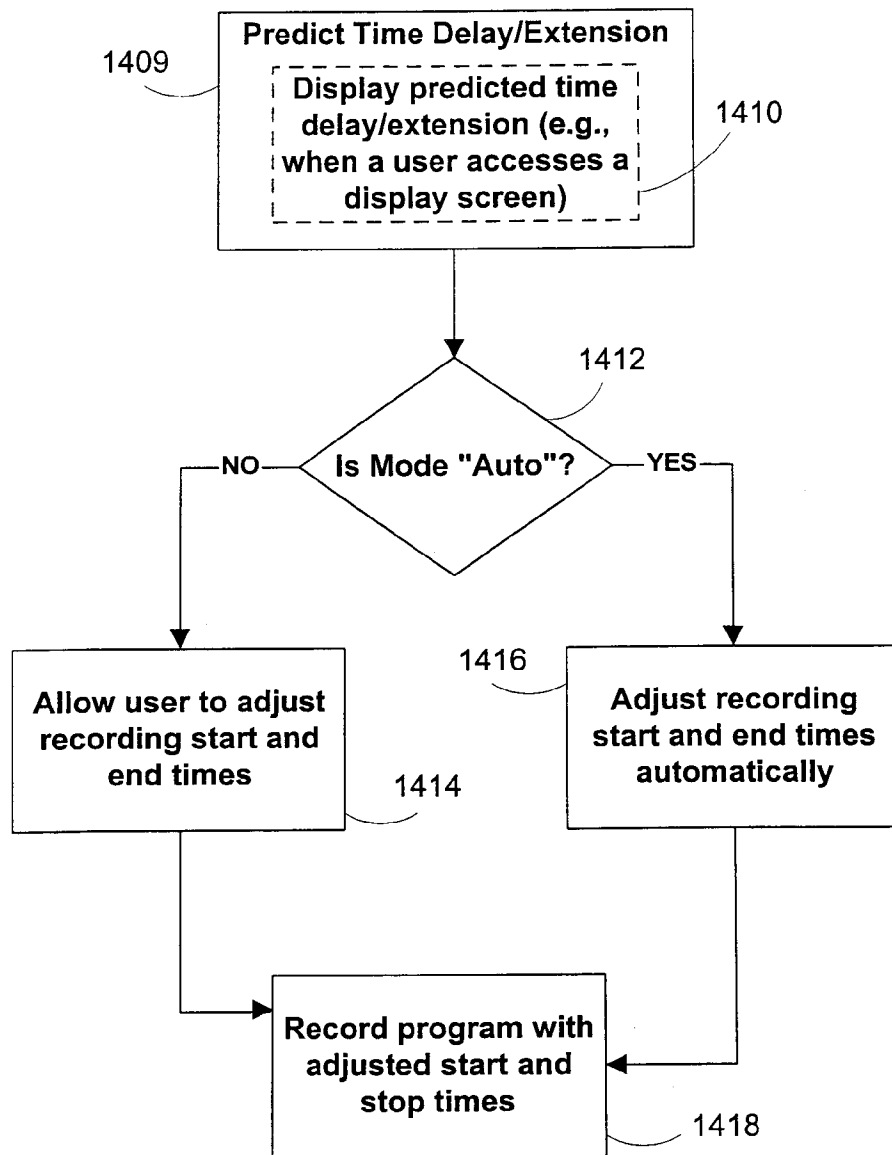 Predict Time Delay/Extension
1409
Display predicted time
delay/extension (e.g.,
when a user accesses a
display screen)
1410
1412
Is Mode "Auto"?
NO
YES
Allow user to adjust
recording start and
end times
1414
1416
Adjust recording
start and end times
automatically
Record program with
adjusted start and
stop times
1418